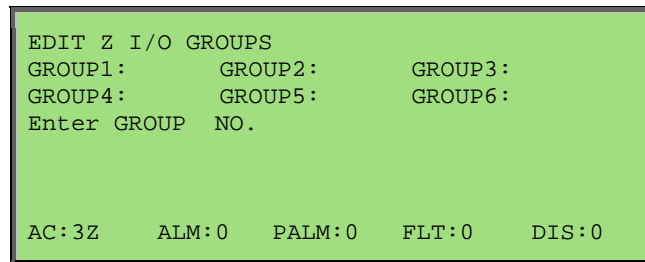 EDIT Z I/O GROUPS
GROUP1: GROUP2: GROUP3:
GROUP4: GROUP5: GROUP6:
Enter GROUP NO.
AC:3Z ALM:0 PALM:0 FLT:0 DIS:0